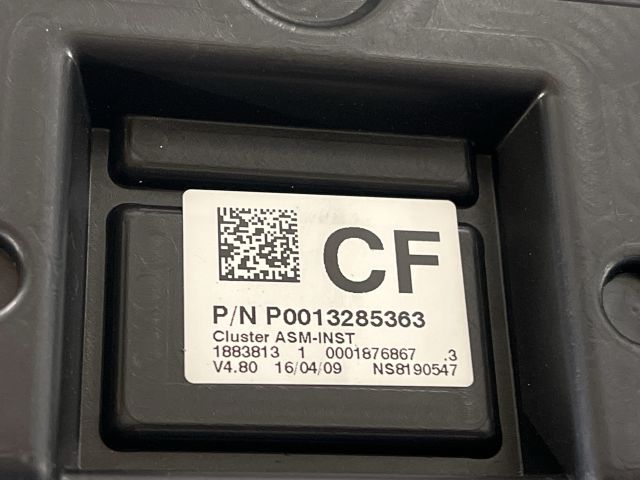 CF
P/N P0013285363
Cluster ASM-INST
1883813 1 0001876867 .3
V4.80 16/04/09 NS8190547